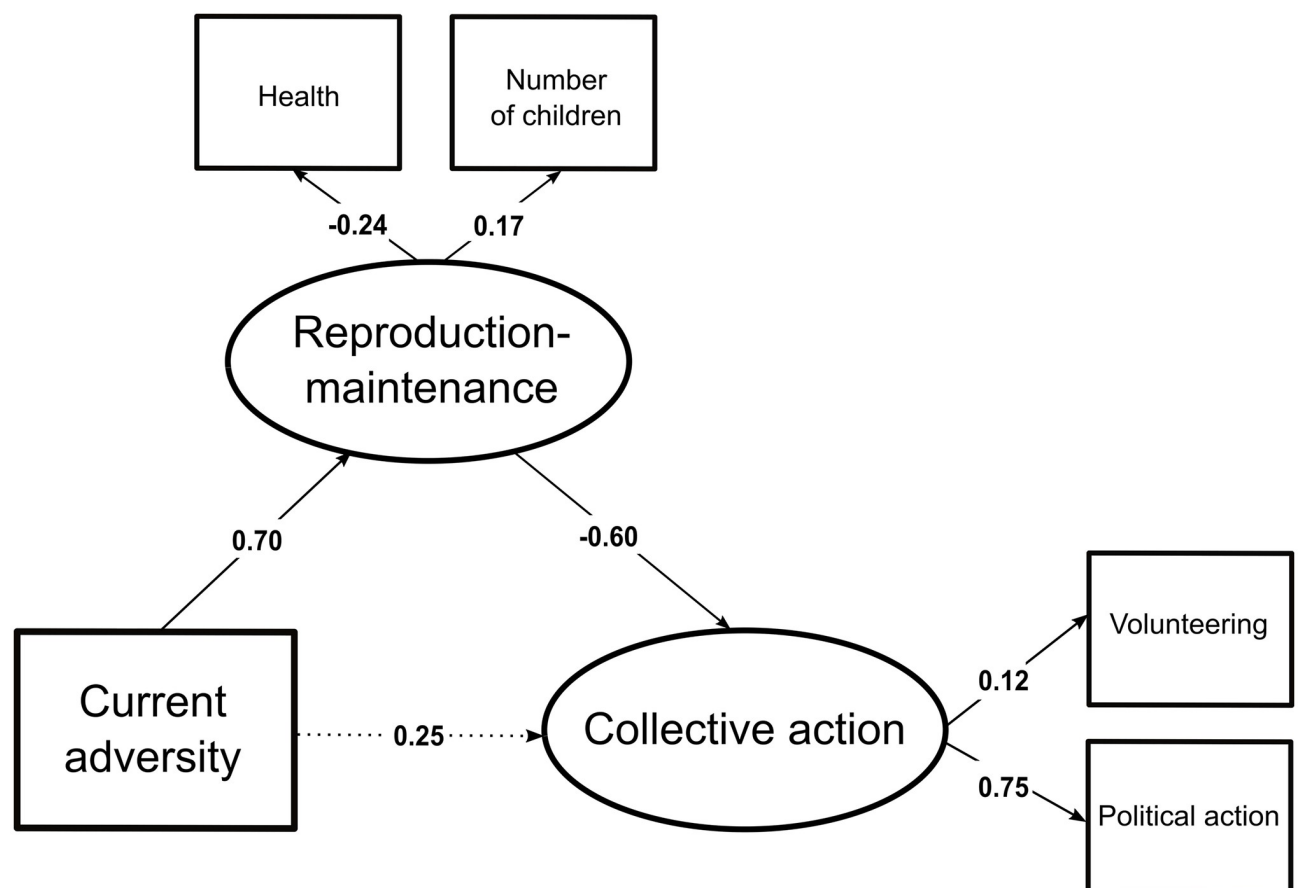 Health
Number
of children
-0.24
0.17
Reproduction-
maintenance
0.70
-0.60
Current
adversity
0.25
Collective action
0.12
0.75
Volunteering
Political action